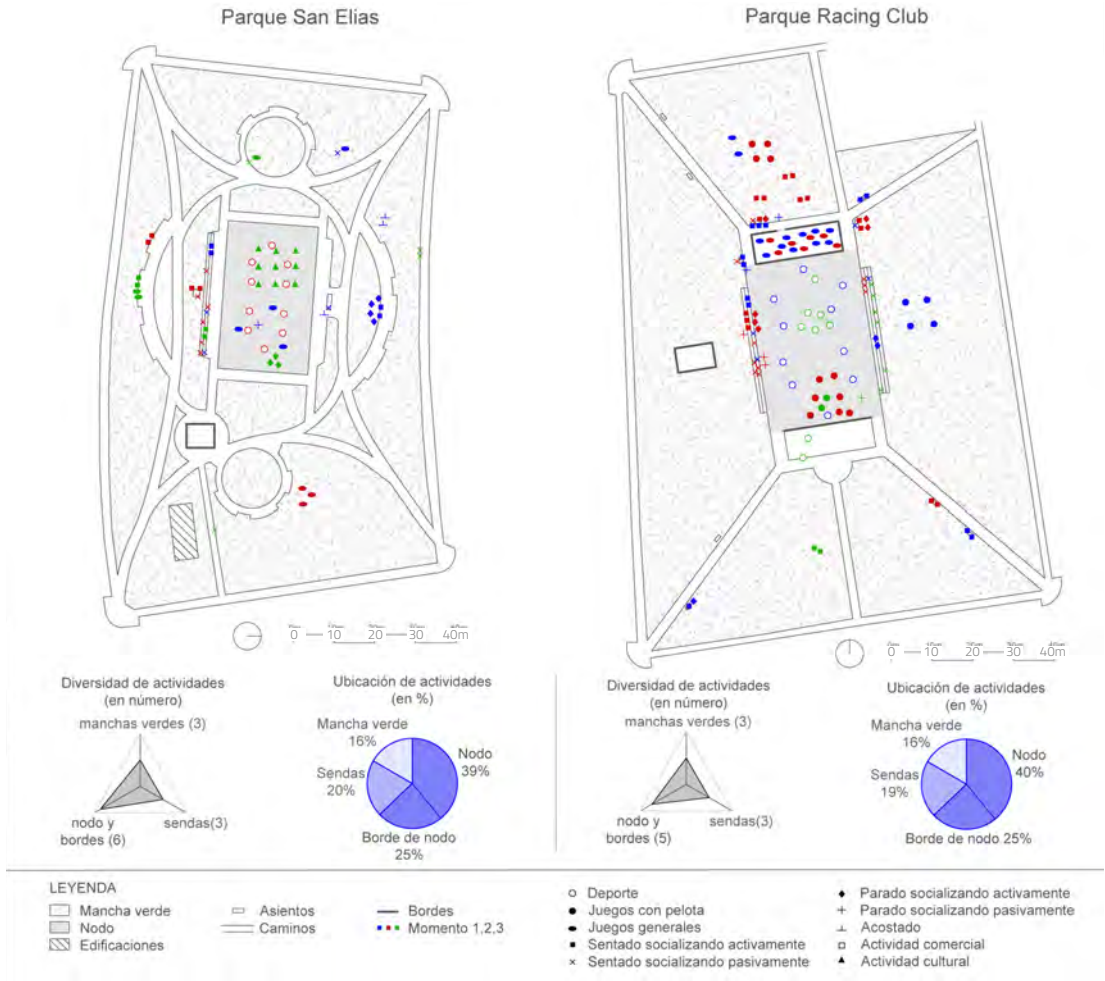 Parque San Elias
Parque Racing Club
0 10 20 30 40m
0 10 20 30 40m
Diversidad de actividades
(en número)
manchas verdes (3)
nodo y
bordes (6)
sendas(3)
Ubicación de actividades
(en %)
Mancha verde
16%
Nodo
39%
Sendas
20%
Borde de nodo
25%
Diversidad de actividades
(en número)
manchas verdes (3)
nodo y
bordes (5)
sendas(3)
Ubicación de actividades
(en %)
Mancha verde
16%
Nodo
40%
Sendas
19%
Borde de nodo 25%
LEYENDA
Mancha verde
Nodo
Edificaciones
Asientos
Caminos
Bordes
Momento 1,2,3
Deporte
Juegos con pelota
Juegos generales
Sentado socializando activamente
Sentado socializando pasivamente
Parado socializando activamente
Parado socializando pasivamente
Acostado
Actividad comercial
Actividad cultural